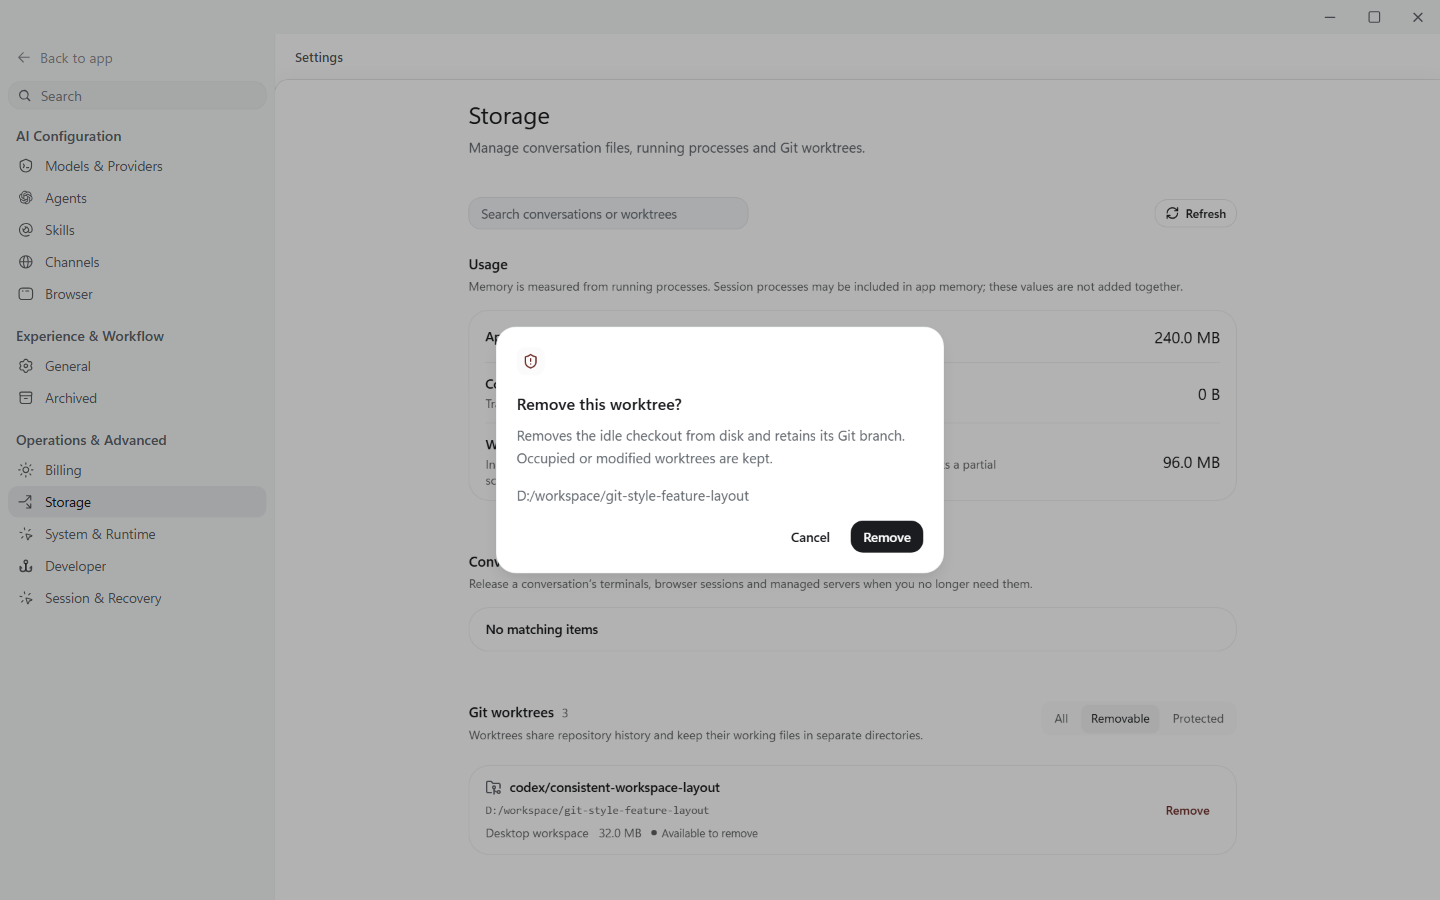 Back to app
Search
AI Configuration
Models & Providers
Agents
Skills
Channels
Browser
Experience & Workflow
General
Archived
Operations & Advanced
Billing
Storage
System & Runtime
Developer
Session & Recovery
Settings
Storage
Manage conversation files, running processes and Git worktrees.
Search conversations or worktrees
Refresh
Usage
Memory is measured from running processes. Session processes may be included in app memory; these values are not added together.
240.0 MB
0 B
a partial
96.0 MB
Remove this worktree?
Removes the idle checkout from disk and retains its Git branch.
Occupied or modified worktrees are kept.
D:/workspace/git-style-feature-layout
Cancel
Remove
Release a conversation's terminals, browser sessions and managed servers when you no longer need them.
No matching items
Git worktrees 3
Worktrees share repository history and keep their working files in separate directories.
All
Removable
Protected
codex/consistent-workspace-layout
D:/workspace/git-style-feature-layout
Desktop workspace 32.0 MB • Available to remove
Remove